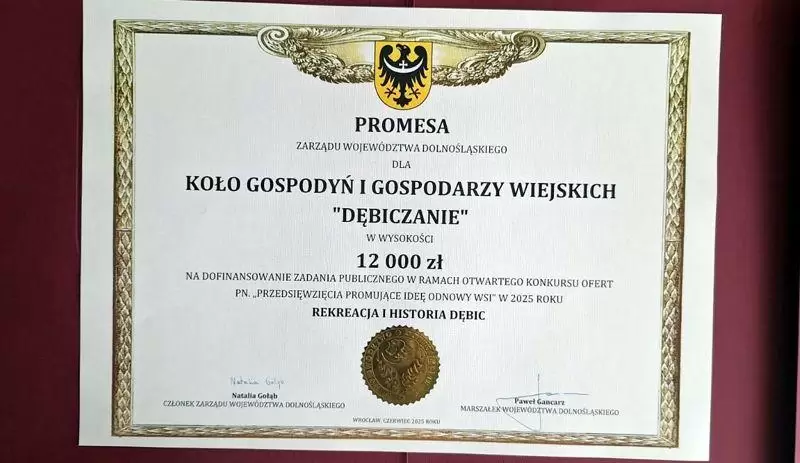 PROMESA
ZARZĄDU WOJEWÓDZTWA DOLNOŚLĄSKIEGO
DLA
KOŁO GOSPODYŃ I GOSPODARZY WIEJSKICH
"DĘBICZANIE"
W WYSOKOŚCI
12 000 zł
NA DOFINANSOWANIE ZADANIA PUBLICZNEGO W RAMACH OTWARTEGO KONKURSU OFERT
PN. „PRZEDSIĘWZIĘCIA PROMUJĄCE IDEĘ ODNOWY WSI" W 2025 ROKU
REKREACJA I HISTORIA DĘBIC
Natalia Gołąb
Natalia Gołąb
CZŁONEK ZARZĄDU WOJEWÓDZTWA DOLNOŚLĄSKIEGO
Paweł Gancarz
MARSZAŁEK WOJEWÓDZTWA DOLNOŚLĄSKIEGO
WROCŁAW, CZERWIEC 2025 ROKU